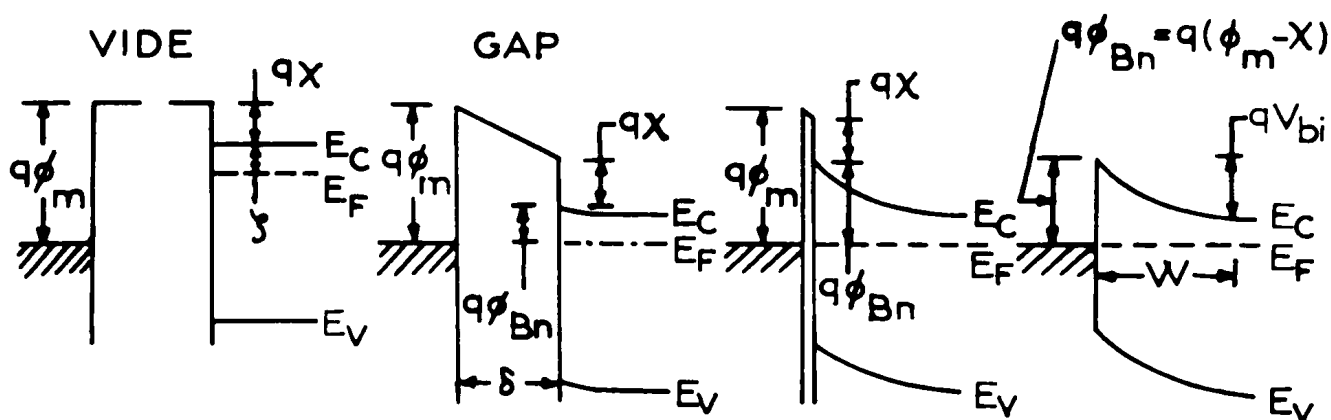 VIDE
qχ
qϕm
EC
EF
ζ
EV
GAP
qχ
qϕm
EC
EF
qϕBn
δ
EV
qχ
qϕm
EC
EF
qϕBn
EV
qϕBn = q(ϕm-χ)
qVbi
EC
EF
W
EV